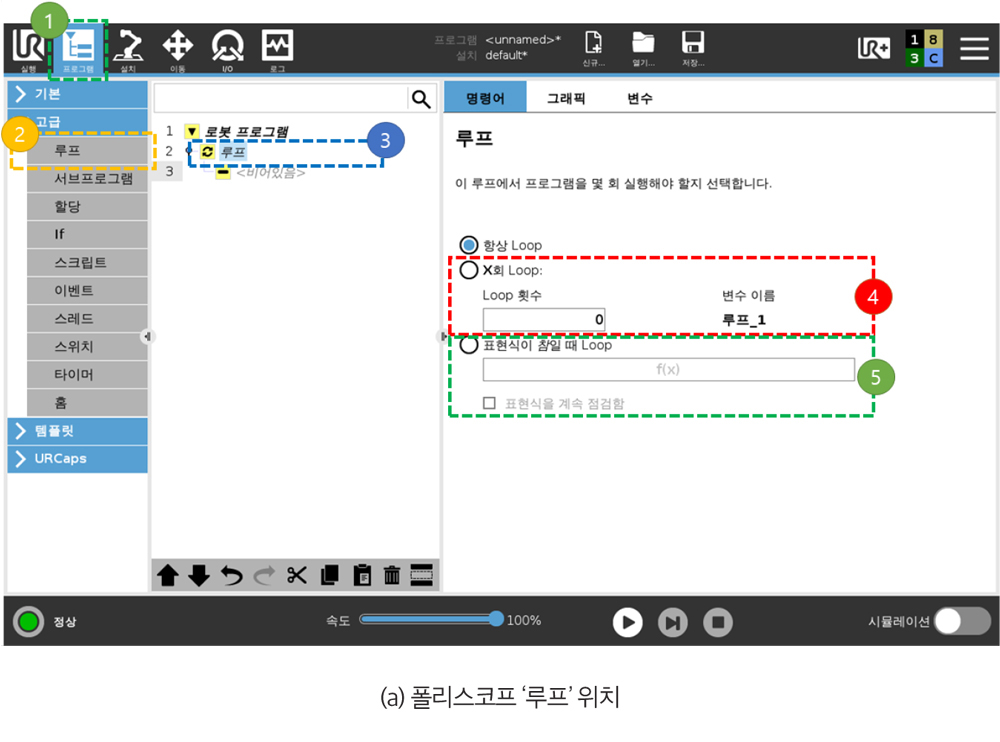 1
UR
실행
프로그램
설치
이동
I/O
로그
프로그램 <unnamed>*
설치 default*
신규...
열기...
저장...
UR+
1 8
3 C
기본
고급
2
루프
서브프로그램
할당
If
스크립트
이벤트
스레드
스위치
타이머
홈
템플릿
URCaps
1 로봇 프로그램
2 루프
3 <비어있음>
3
명령어 그래픽 변수
루프
이 루프에서 프로그램을 몇 회 실행해야 할지 선택합니다.
항상 Loop
X회 Loop:
Loop 횟수 변수 이름
0 루프_1
4
표현식이 참일 때 Loop
f(x)
5
표현식을 계속 점검함
정상
속도 100%
시뮬레이션
(a) 폴리스코프 ‘루프’ 위치